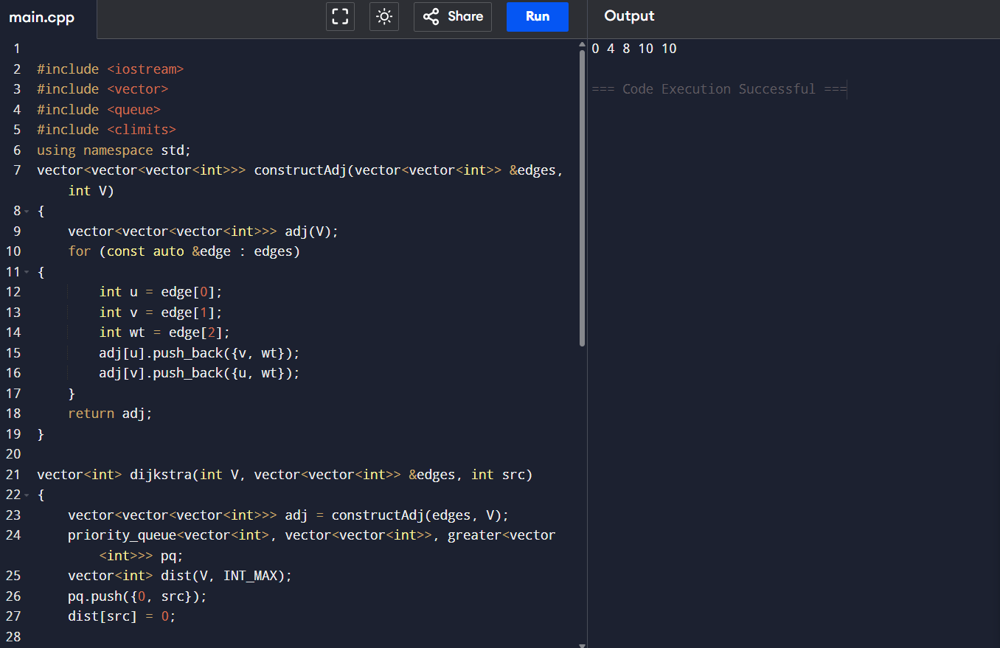 main.cpp
Share
Run
Output
1
2 #include <iostream>
3 #include <vector>
4 #include <queue>
5 #include <climits>
6 using namespace std;
7 vector<vector<vector<int>>> constructAdj(vector<vector<int>> &edges,
int V)
8 {
9 vector<vector<vector<int>>> adj(V);
10 for (const auto &edge : edges)
11 {
12 int u = edge[0];
13 int v = edge[1];
14 int wt = edge[2];
15 adj[u].push_back({v, wt});
16 adj[v].push_back({u, wt});
17 }
18 return adj;
19 }
20
21 vector<int> dijkstra(int V, vector<vector<int>> &edges, int src)
22 {
23 vector<vector<vector<int>>> adj = constructAdj(edges, V);
24 priority_queue<vector<int>, vector<vector<int>>, greater<vector
<int>>> pq;
25 vector<int> dist(V, INT_MAX);
26 pq.push({0, src});
27 dist[src] = 0;
28
0 4 8 10 10
=== Code Execution Successful ===